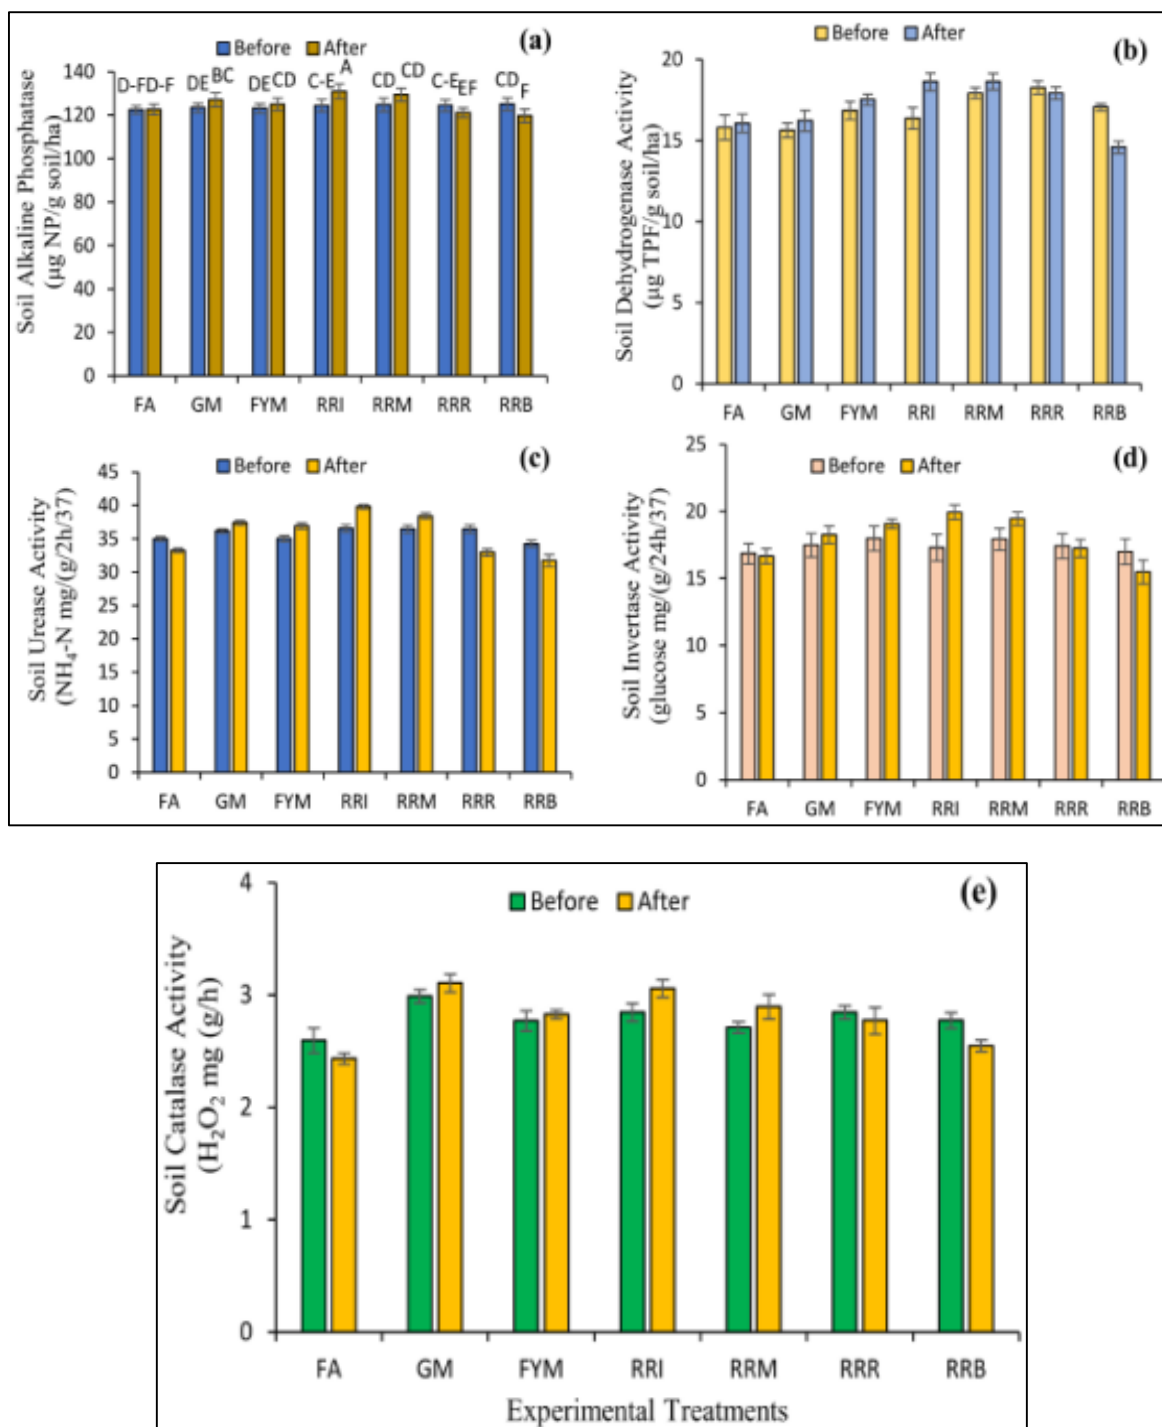 Before After (a)
Soil Alkaline Phosphatase
(µg NP/g soil/ha)
140
120
100
80
60
40
20
0
D-F D-F DE BC DE CD C-E A CD CD C-E EF CD F
FA GM FYM RRI RRM RRR RRB
Before After (b)
Soil Dehydrogenase Activity
(µg TPF/g soil/ha)
20
15
10
5
0
FA GM FYM RRI RRM RRR RRB
Before After (c)
Soil Urease Activity
(NH₄-N mg/(g/2h/37)
45
40
35
30
25
20
15
10
5
0
FA GM FYM RRI RRM RRR RRB
Before After (d)
Soil Invertase Activity
(glucose mg/(g/24h/37)
25
20
15
10
5
0
FA GM FYM RRI RRM RRR RRB
Before After (e)
Soil Catalase Activity
(H₂O₂ mg (g/h)
4
3
2
1
0
FA GM FYM RRI RRM RRR RRB
Experimental Treatments